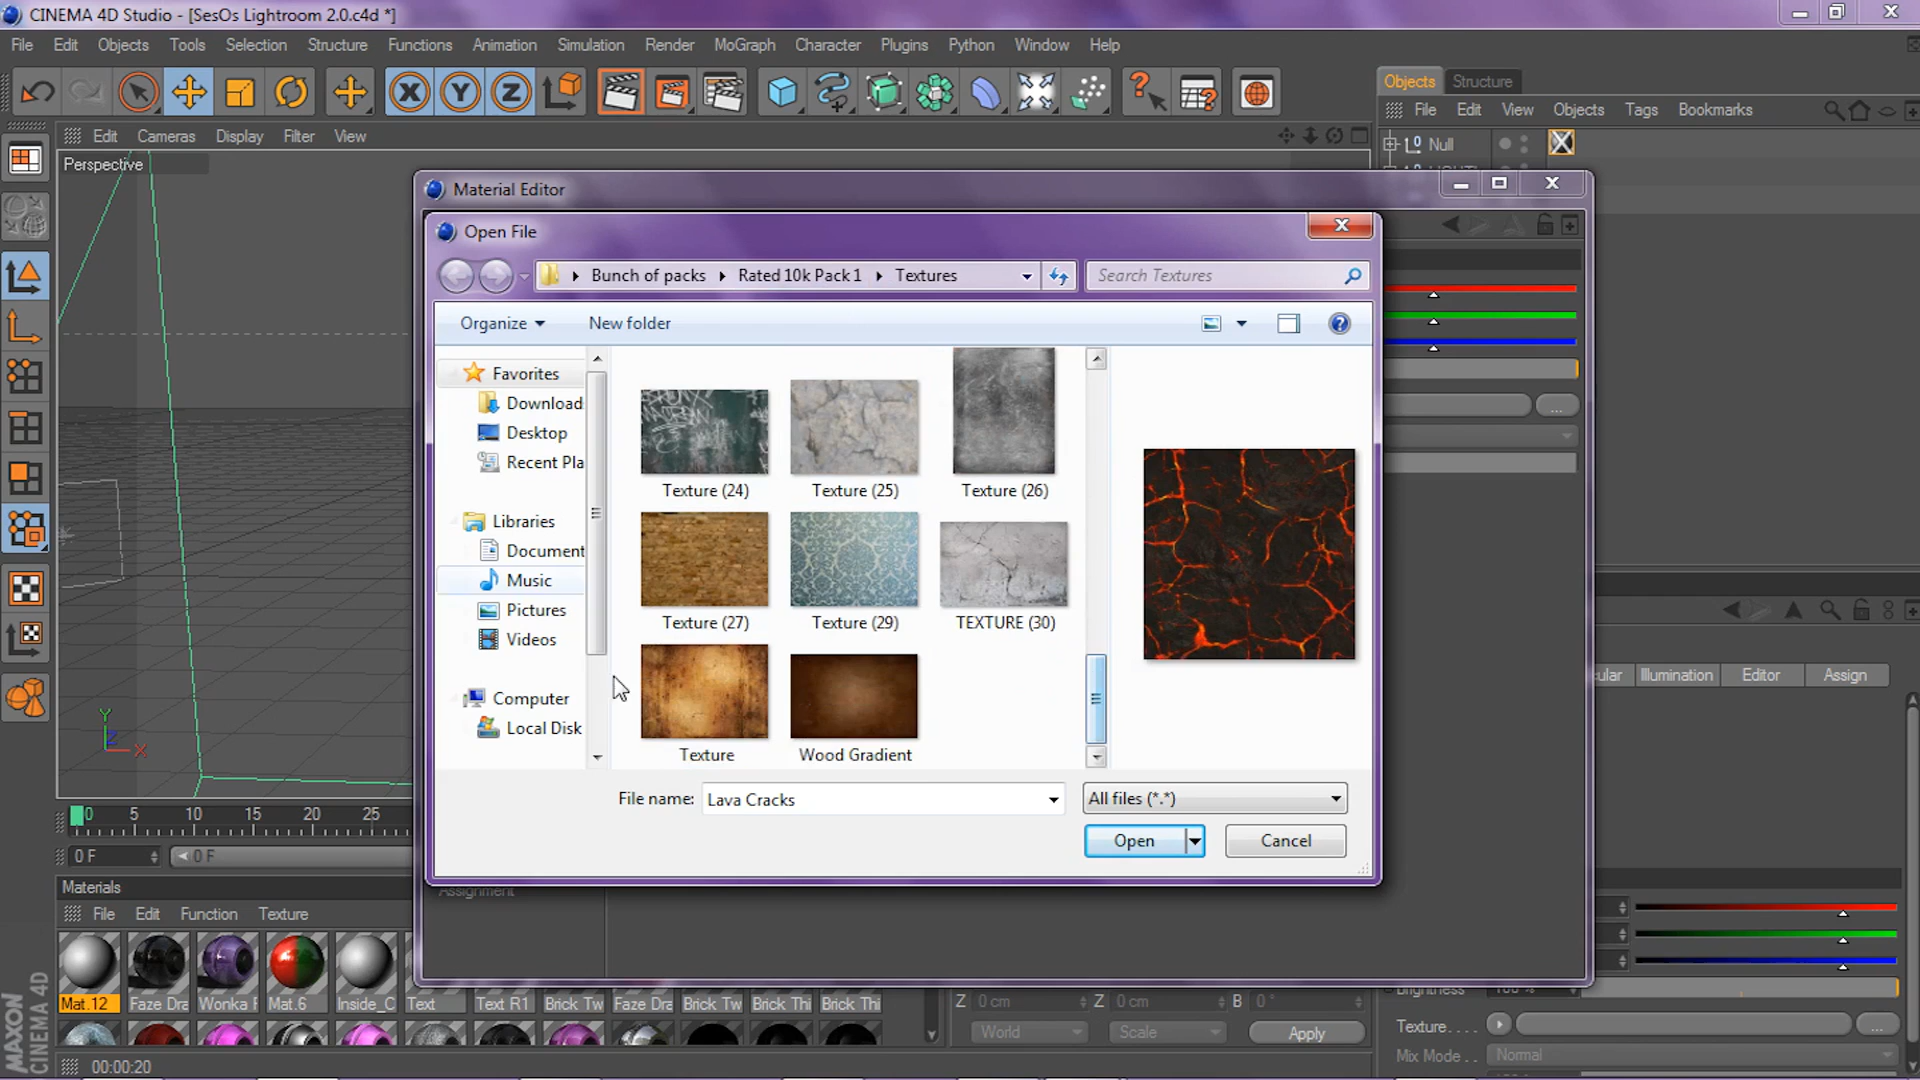 CINEMA 4D Studio - [SesOs Lightroom 2.0.c4d *]
File Edit Objects Tools Selection Structure Functions Animation Simulation Render MoGraph Character Plugins Python Window Help
Objects Structure
File Edit View Objects Tags Bookmarks
Edit Cameras Display Filter View
Perspective
Null
Material Editor
Open File
Bunch of packs Rated 10k Pack 1 Textures
Search Textures
Organize New folder
Favorites
Download
Desktop
Recent Pla
Libraries
Document
Music
Pictures
Videos
Computer
Local Disk
Texture (24) Texture (25) Texture (26)
Texture (27) Texture (29) TEXTURE (30)
Texture Wood Gradient
File name: Lava Cracks All files (*.*)
Open Cancel
ular Illumination Editor Assign
0 5 10 15 20 25
0 F 0 F
Assignment
Materials
File Edit Function Texture
Mat.12 Faze Dra Wonka F Mat.6 Inside_C Text Text R1 Brick Tw Faze Dra Brick Tw Brick Thi Brick Thi
Z 0 cm Z 0 cm B 0 °
World Scale Apply
Brightness
Texture
Mix Mode Normal
00:00:20
MAXON CINEMA 4D